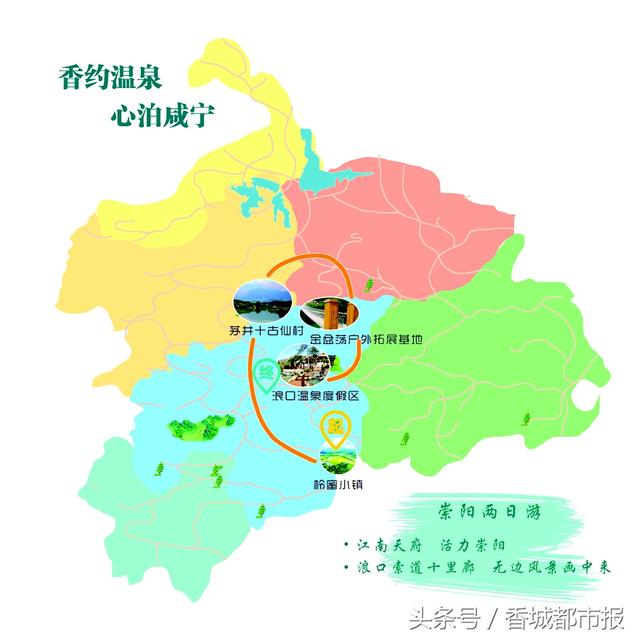 香约温泉
心泊咸宁
茅井十古仙村
金盆荡户外拓展基地
终
浪口温泉度假区
起
柃蜜小镇
崇阳两日游
·江南天府 活力崇阳
·浪口索道十里廊 无边风景画中来
头条号／香城都市报